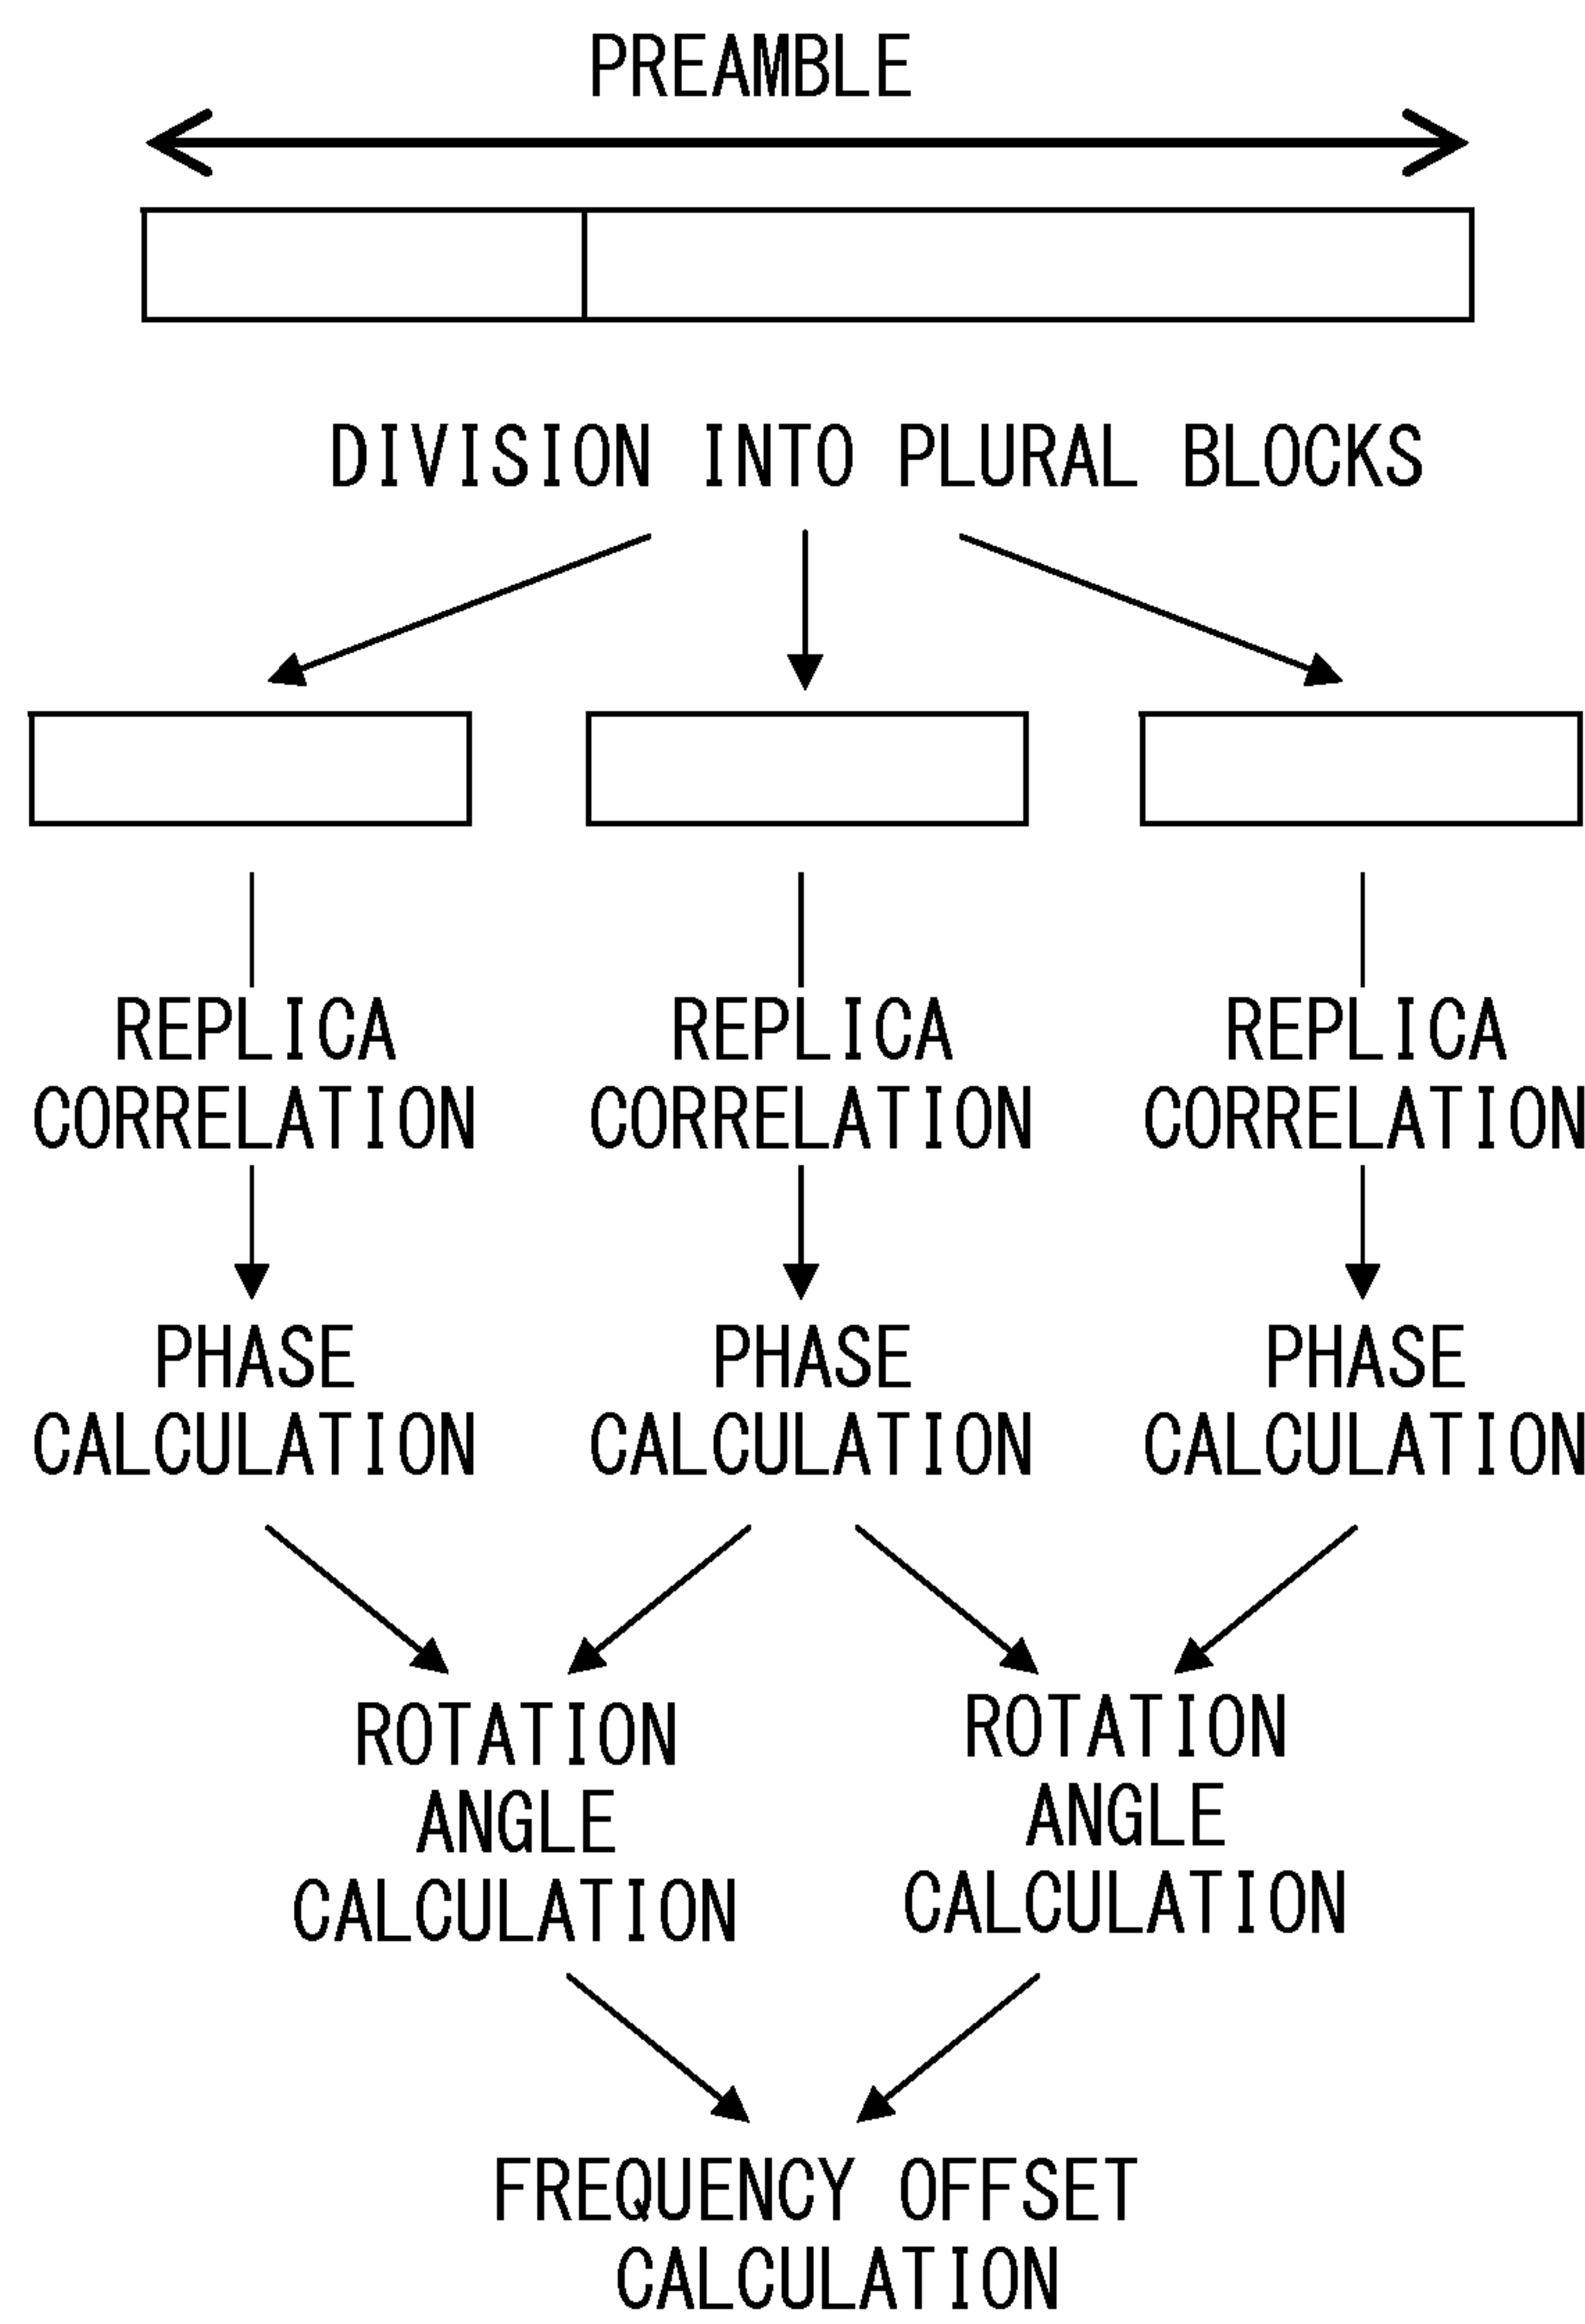 PREAMBLE
DIVISION INTO PLURAL BLOCKS
REPLICA
CORRELATION
REPLICA
CORRELATION
REPLICA
CORRELATION
PHASE
CALCULATION
PHASE
CALCULATION
PHASE
CALCULATION
ROTATION
ANGLE
CALCULATION
ROTATION
ANGLE
CALCULATION
FREQUENCY OFFSET
CALCULATION